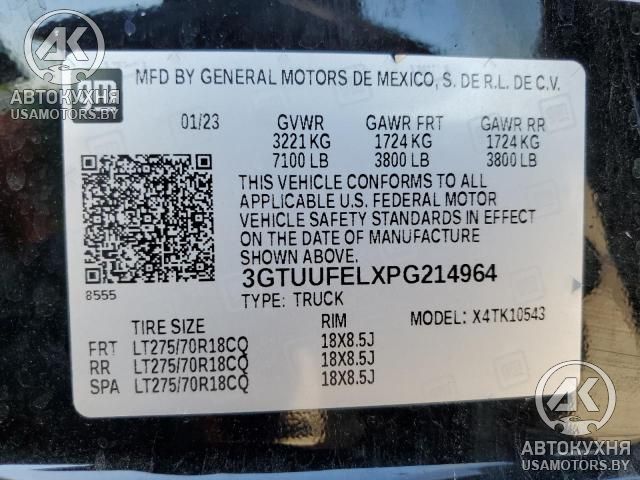 4K
АВТОКУХНЯ
USAMOTORS.BY
MFD BY GENERAL MOTORS DE MEXICO, S. DE R.L. DE C.V.
01/23 GVWR GAWR FRT GAWR RR
3221 KG 1724 KG 1724 KG
7100 LB 3800 LB 3800 LB
THIS VEHICLE CONFORMS TO ALL
APPLICABLE U.S. FEDERAL MOTOR
VEHICLE SAFETY STANDARDS IN EFFECT
ON THE DATE OF MANUFACTURE
SHOWN ABOVE.
8555
3GTUUFELXPG214964
TYPE: TRUCK
MODEL: X4TK10543
TIRE SIZE RIM
FRT LT275/70R18CQ 18X8.5J
RR LT275/70R18CQ 18X8.5J
SPA LT275/70R18CQ 18X8.5J
4K
АВТОКУХНЯ
USAMOTORS.BY